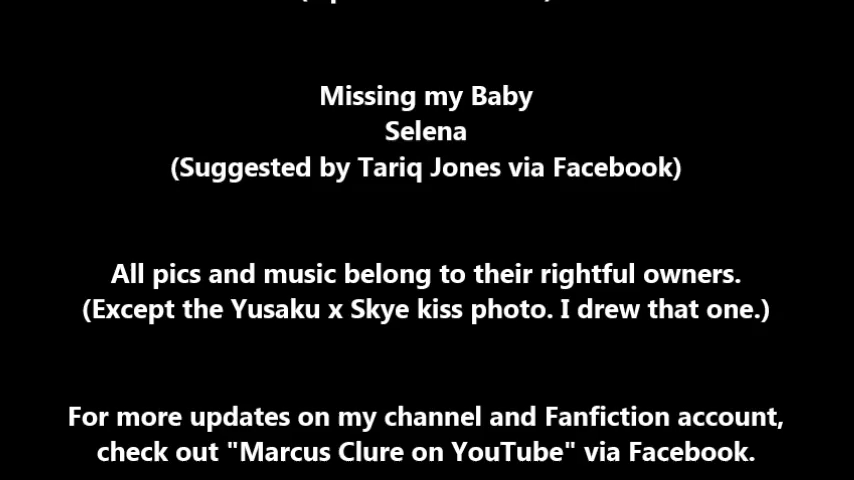 Missing my Baby
Selena
(Suggested by Tariq Jones via Facebook)
All pics and music belong to their rightful owners.
(Except the Yusaku x Skye kiss photo. I drew that one.)
For more updates on my channel and Fanfiction account,
check out "Marcus Clure on YouTube" via Facebook.